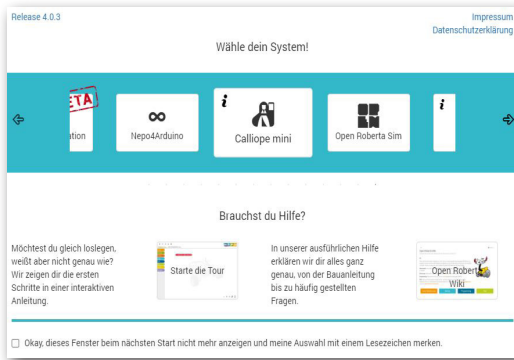 Release 4.0.3
Impressum
Datenschutzerklärung
Wähle dein System!
BETA
ation
Nepo4Arduino
i
Calliope mini
Open Roberta Sim
i
Brauchst du Hilfe?
Möchtest du gleich loslegen,
weißt aber nicht genau wie?
Wir zeigen dir die ersten
Schritte in einer interaktiven
Anleitung.
Starte die Tour
In unserer ausführlichen Hilfe
erklären wir dir alles ganz
genau, von der Bauanleitung
bis zu häufig gestellten
Fragen.
Open Roberta
Wiki
Okay, dieses Fenster beim nächsten Start nicht mehr anzeigen und meine Auswahl mit einem Lesezeichen merken.